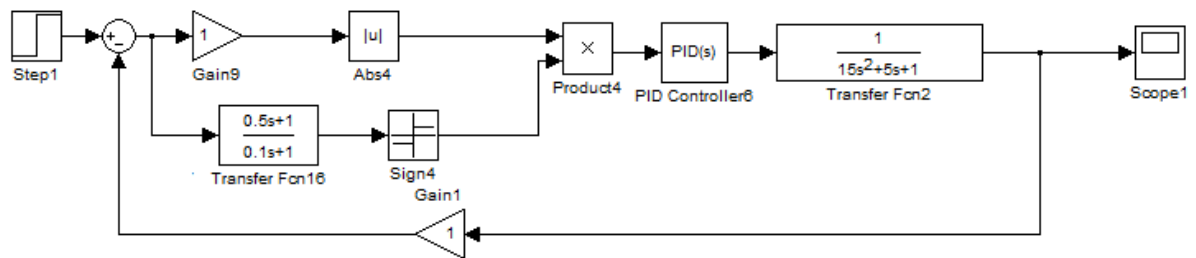 Step1
1
Gain9
|u|
Abs4
×
Product4
PID(s)
PID Controller6
1
15s²+5s+1
Transfer Fcn2
Scope1
0.5s+1
0.1s+1
Transfer Fcn16
Sign4
Gain1
1